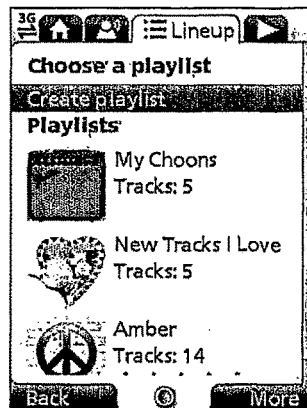 3G
Lineup
Choose a playlist
Create playlist
Playlists
My Choons
Tracks: 5
New Tracks I Love
Tracks: 5
Amber
Tracks: 14
Back More